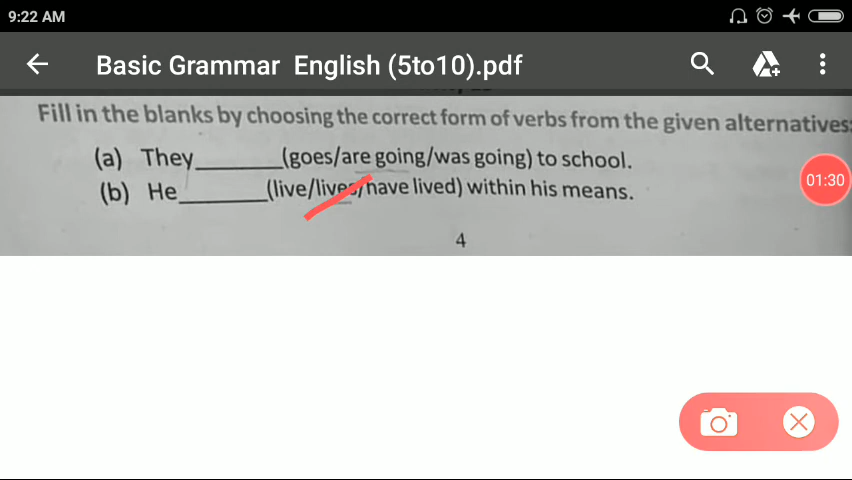 9:22 AM
Basic Grammar English (5to10).pdf
Fill in the blanks by choosing the correct form of verbs from the given alternatives:
(a) They_______(goes/are going/was going) to school.
01:30
(b) He_______(live/lives/have lived) within his means.
4